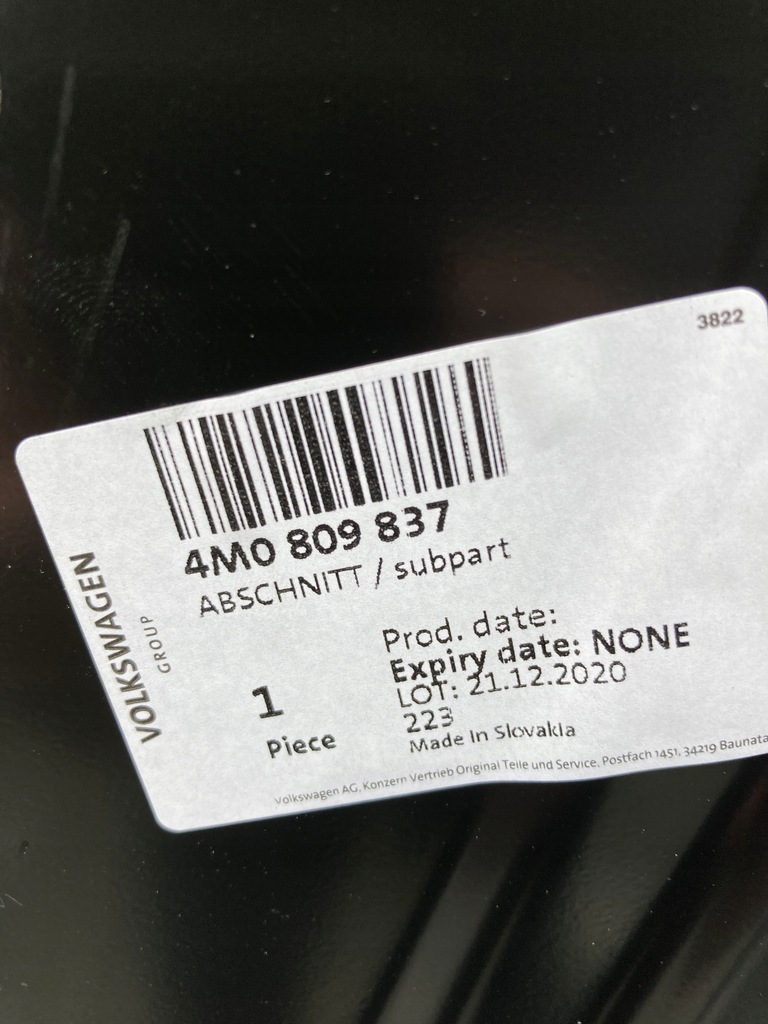 3822
4M0 809 837
ABSCHNITT / subpart
Prod. date:
Expiry date: NONE
LOT: 21.12.2020
223
Made In Slovakia
1
Piece
VOLKSWAGEN
GROUP
Volkswagen AG, Konzern Vertrieb Original Teile und Service, Postfach 1451, 34219 Baunata